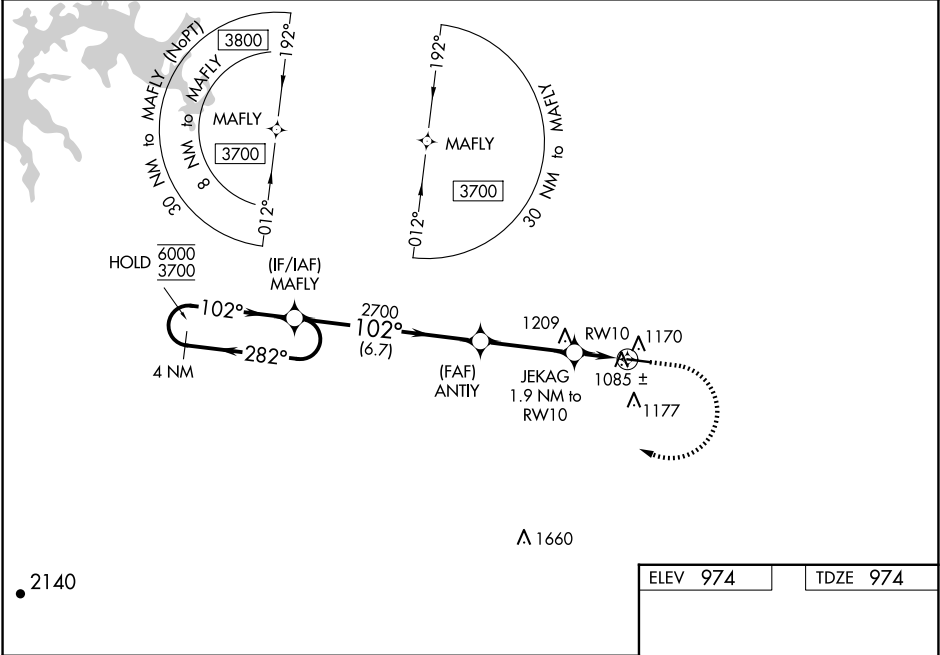 30 NM to MAFLY (NoPT)
3800
192°
8 NM to MAFLY
MAFLY
3700
012°
192°
MAFLY
3700
012°
30 NM to MAFLY
HOLD 6000
3700
(IF/IAF)
MAFLY
102°
282°
4 NM
2700
102°
(6.7)
(FAF)
ANTIY
1209
RW10
1170
JEKAG
1.9 NM to
RW10
1085 ±
1177
1660
2140
ELEV 974
TDZE 974